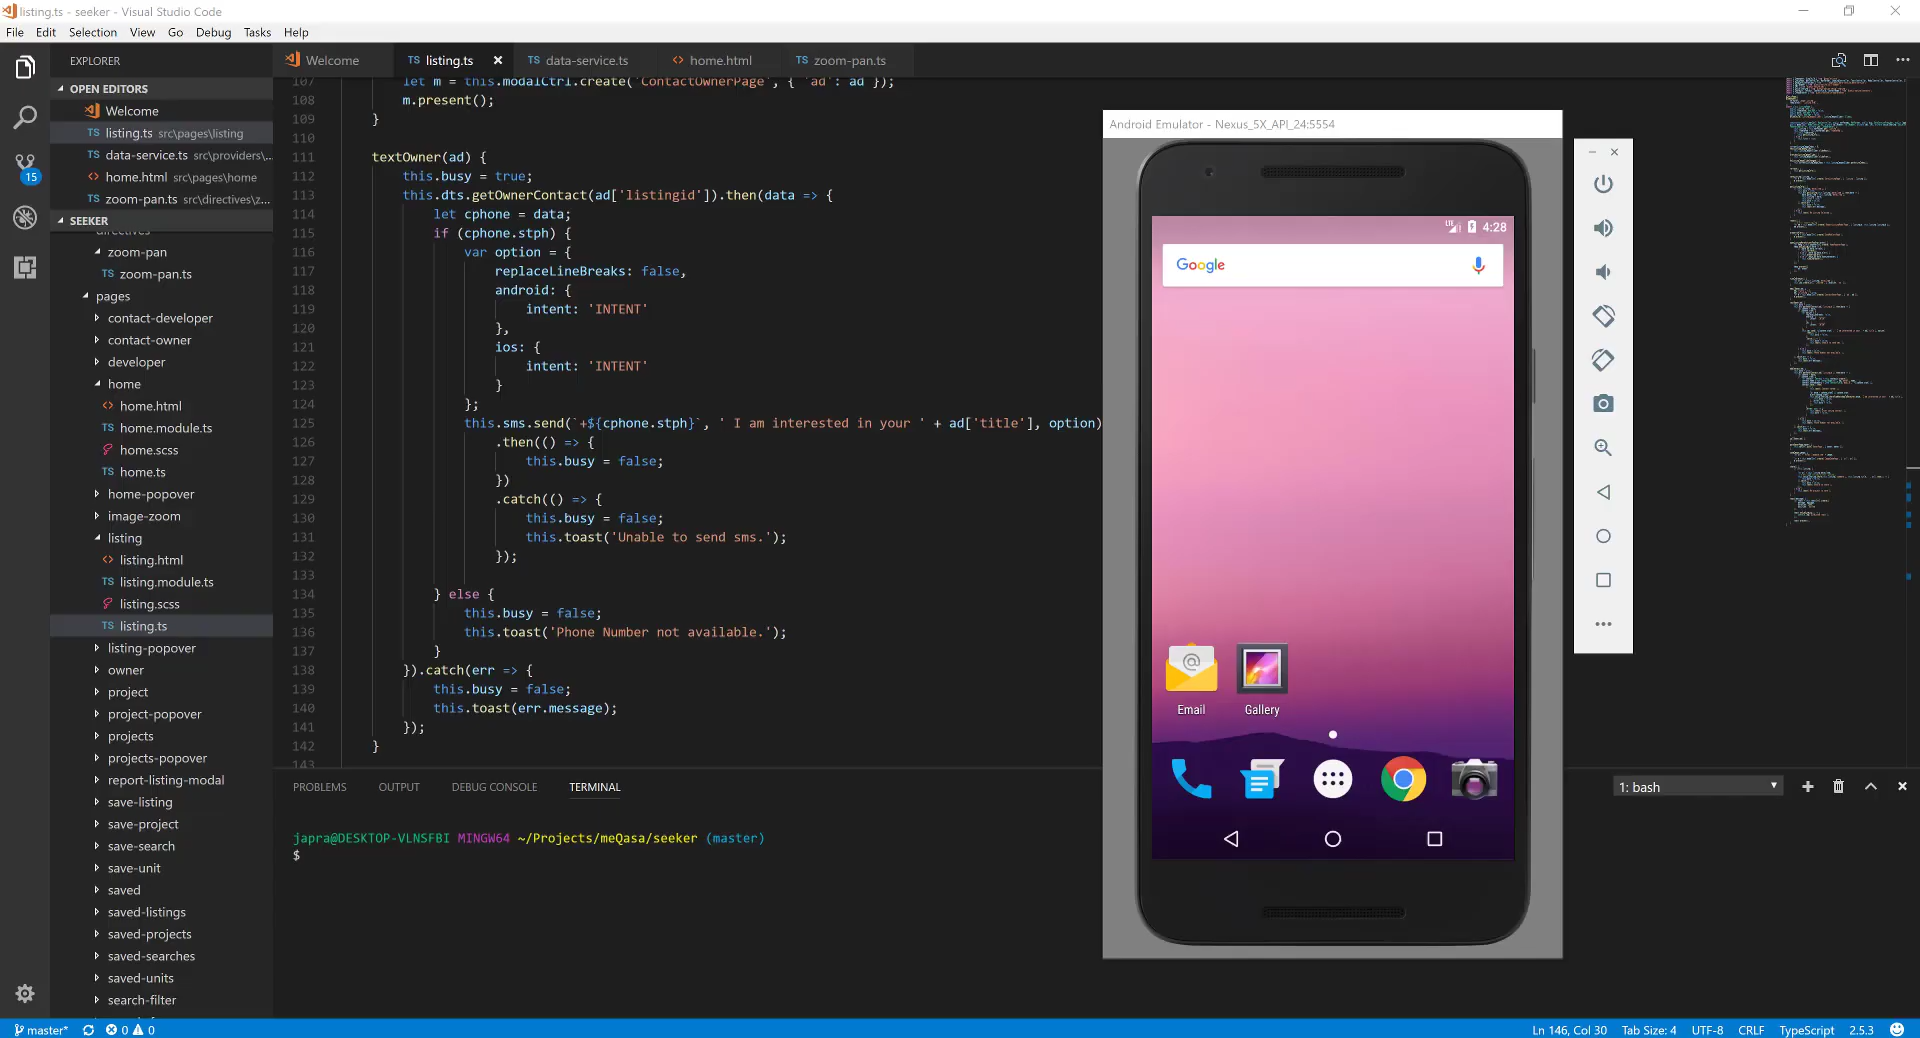 listing.ts - seeker - Visual Studio Code
File Edit Selection View Go Debug Tasks Help
EXPLORER
OPEN EDITORS
Welcome
listing.ts src\pages\listing
data-service.ts src\providers\...
home.html src\pages\home
zoom-pan.ts src\directives\z...
SEEKER
directives
zoom-pan
TS zoom-pan.ts
pages
contact-developer
contact-owner
developer
home
<> home.html
TS home.module.ts
home.scss
TS home.ts
home-popover
image-zoom
listing
<> listing.html
TS listing.module.ts
listing.scss
TS listing.ts
listing-popover
owner
project
project-popover
projects
projects-popover
report-listing-modal
save-listing
save-project
save-search
save-unit
saved
saved-listings
saved-projects
saved-searches
saved-units
search-filter
15
Welcome TS listing.ts TS data-service.ts <> home.html TS zoom-pan.ts
107 let m = this.modalCtrl.create('ContactOwnerPage', { 'ad': ad });
108 m.present();
109 }
110
111 textOwner(ad) {
112 this.busy = true;
113 this.dts.getOwnerContact(ad['listingid']).then(data => {
114 let cphone = data;
115 if (cphone.stph) {
116 var option = {
117 replaceLineBreaks: false,
118 android: {
119 intent: 'INTENT'
120 },
121 ios: {
122 intent: 'INTENT'
123 }
124 };
125 this.sms.send(`+${cphone.stph}`, ' I am interested in your ' + ad['title'], option)
126 .then(() => {
127 this.busy = false;
128 })
129 .catch(() => {
130 this.busy = false;
131 this.toast('Unable to send sms.');
132 });
133
134 } else {
135 this.busy = false;
136 this.toast('Phone Number not available.');
137 }
138 }).catch(err => {
139 this.busy = false;
140 this.toast(err.message);
141 });
142 }
143
PROBLEMS OUTPUT DEBUG CONSOLE TERMINAL
1: bash
japra@DESKTOP-VLNSFBI MINGW64 ~/Projects/meQasa/seeker (master)
$
Android Emulator - Nexus_5X_API_24:5554
LTE 4:28
Google
Email Gallery
master* 0 0
Ln 146, Col 30 Tab Size: 4 UTF-8 CRLF TypeScript 2.5.3